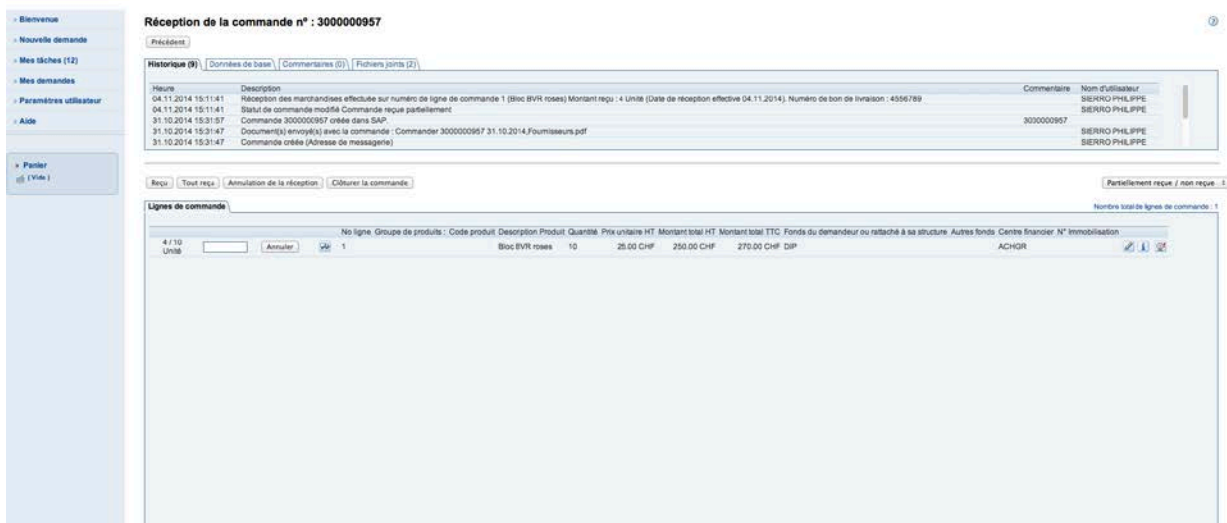 Bienvenue
Nouvelle demande
Mes tâches (12)
Mes demandes
Paramètres utilisateur
Aide
Panier
( Vide )
Réception de la commande n° : 3000000957
Précédent
Historique (9) Données de base Commentaires (0) Fichiers joints (2)
Heure Description Commentaire Nom d'utilisateur
04.11.2014 15:11:41 Réception des marchandises effectuée sur numéro de ligne de commande 1 (Bloc BVR roses) Montant reçu : 4 Unité (Date de réception effective 04.11.2014). Numéro de bon de livraison : 4556789 SIERRO PHILIPPE
04.11.2014 15:11:41 Statut de commande modifié Commande reçue partiellement SIERRO PHILIPPE
31.10.2014 15:31:57 Commande 3000000957 créée dans SAP. 3000000957
31.10.2014 15:31:47 Document(s) envoyé(s) avec la commande : Commander 3000000957 31.10.2014,Fournisseurs.pdf SIERRO PHILIPPE
31.10.2014 15:31:47 Commande créée (Adresse de messagerie) SIERRO PHILIPPE
Reçu Tout reçu Annulation de la réception Clôturer la commande Partiellement reçue / non reçue
Lignes de commande Nombre total de lignes de commande : 1
No ligne Groupe de produits : Code produit Description Produit Quantité Prix unitaire HT Montant total HT Montant total TTC Fonds du demandeur ou rattaché à sa structure Autres fonds Centre financier N° Immobilisation
4 / 10 Unité Annuler 1 Bloc BVR roses 10 25.00 CHF 250.00 CHF 270.00 CHF DIP ACHGR